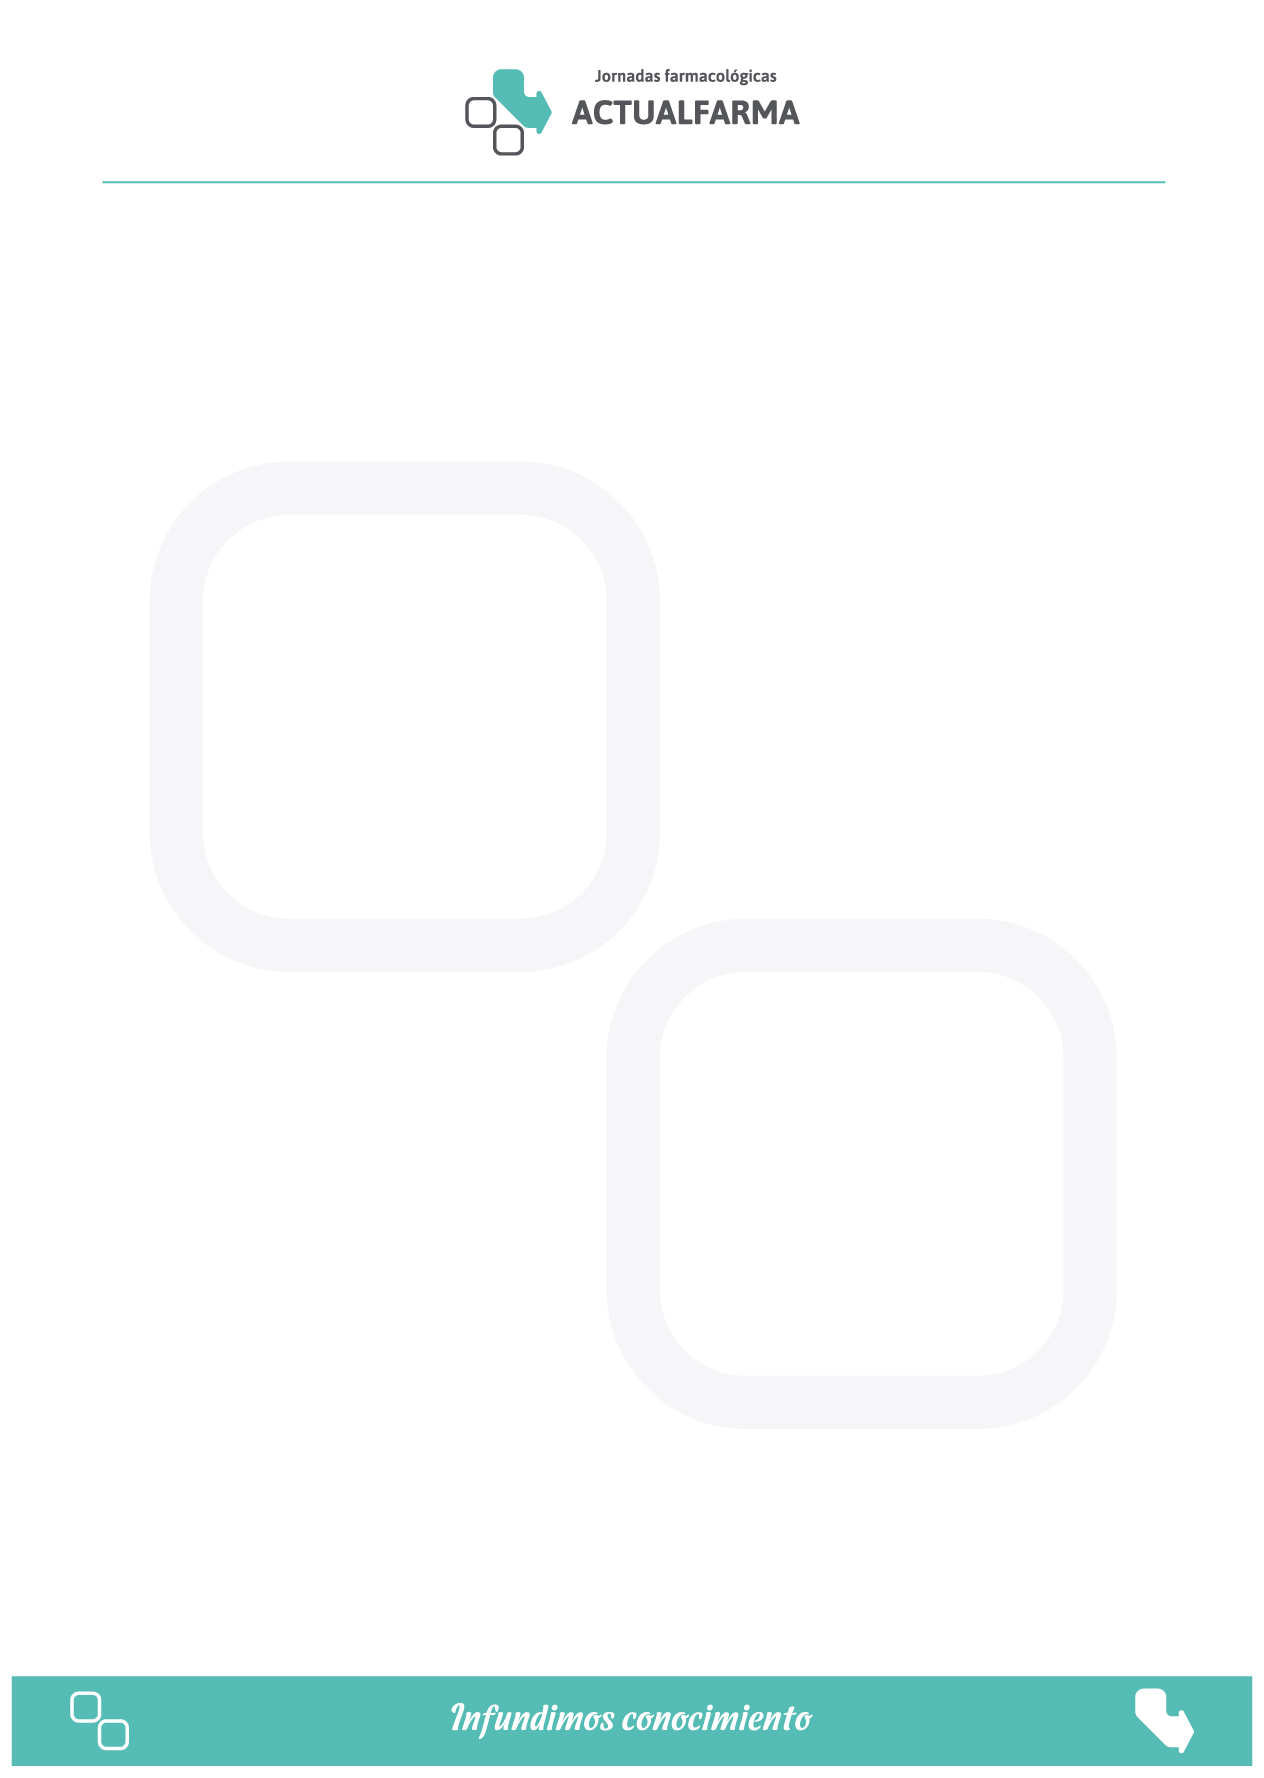 Jornadas farmacológicas
ACTUALFARMA
Infundimos conocimiento